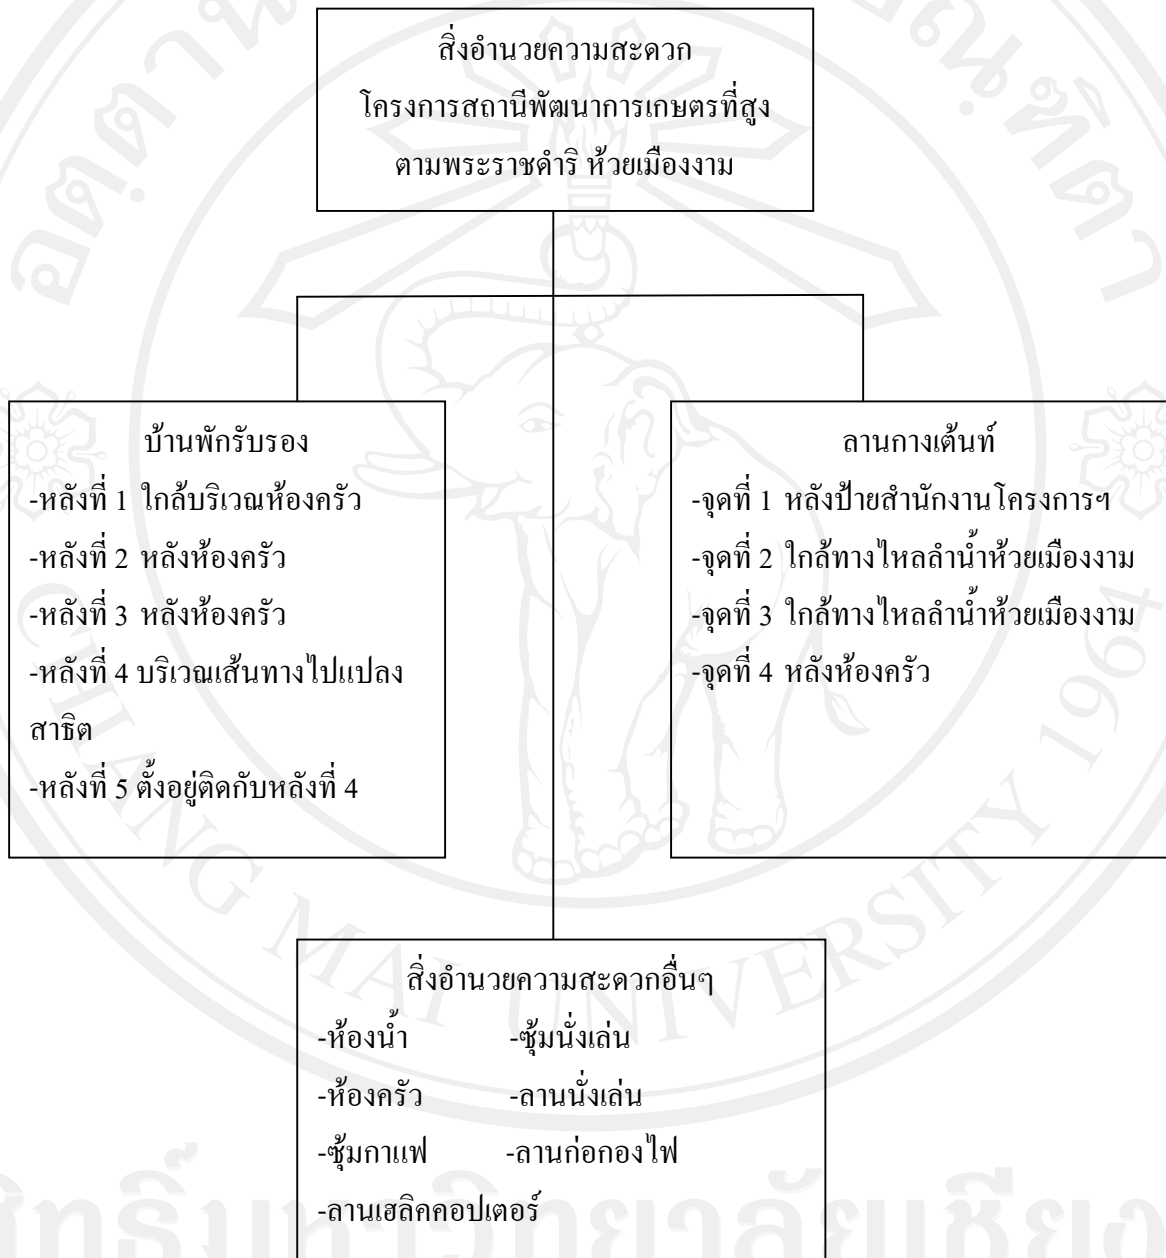 สิ่งอำนวยความสะดวก
โครงการสถานีพัฒนาการเกษตรที่สูง
ตามพระราชดำริ ห้วยเมืองงาม
บ้านพักรับรอง
-หลังที่ 1 ใกล้บริเวณห้องครัว
-หลังที่ 2 หลังห้องครัว
-หลังที่ 3 หลังห้องครัว
-หลังที่ 4 บริเวณเส้นทางไปแปลง
สาธิต
-หลังที่ 5 ตั้งอยู่ติดกับหลังที่ 4
ลานกางเต้นท์
-จุดที่ 1 หลังป้ายสำนักงานโครงการฯ
-จุดที่ 2 ใกล้ทางไหลลำน้ำห้วยเมืองงาม
-จุดที่ 3 ใกล้ทางไหลลำน้ำห้วยเมืองงาม
-จุดที่ 4 หลังห้องครัว
สิ่งอำนวยความสะดวกอื่นๆ
-ห้องน้ำ -ซุ้มนั่งเล่น
-ห้องครัว -ลานนั่งเล่น
-ซุ้มกาแฟ -ลานก่อกองไฟ
-ลานเฮลิคคอปเตอร์
CHIANG MAI UNIVERSITY 1964